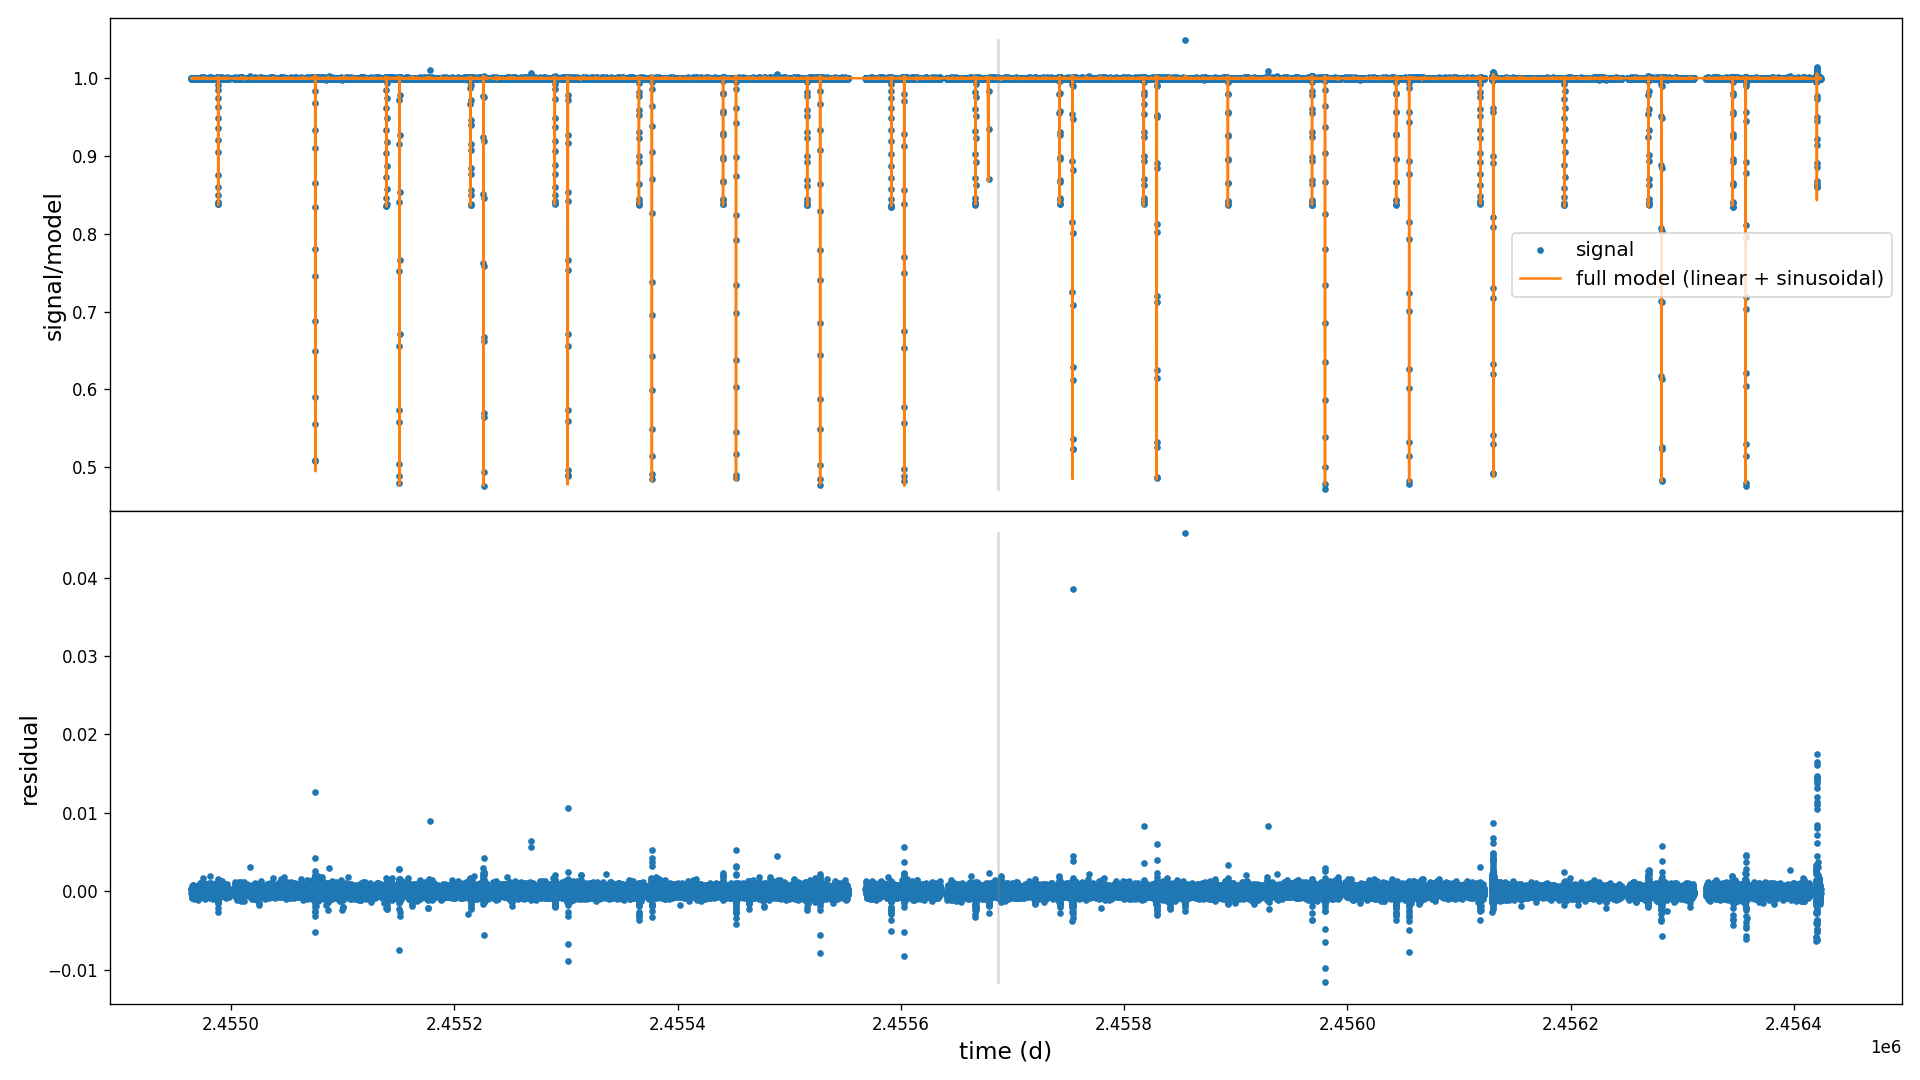 signal/model
1.0
0.9
0.8
0.7
0.6
0.5
signal
full model (linear + sinusoidal)
residual
0.04
0.03
0.02
0.01
0.00
−0.01
2.4550 2.4552 2.4554 2.4556 2.4558 2.4560 2.4562 2.4564
time (d)
1e6